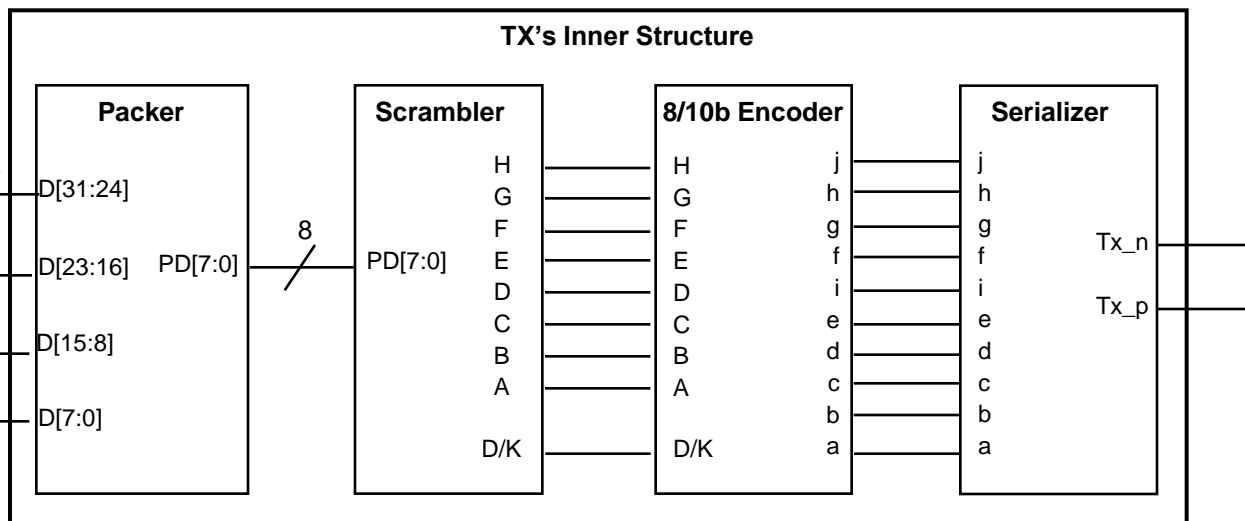 TX's Inner Structure
Packer
D[31:24]
D[23:16]
PD[7:0]
D[15:8]
D[7:0]
8
Scrambler
PD[7:0]
H
G
F
E
D
C
B
A
D/K
8/10b Encoder
H
G
F
E
D
C
B
A
D/K
j
h
g
f
i
e
d
c
b
a
Serializer
j
h
g
f
i
e
d
c
b
a
Tx_n
Tx_p